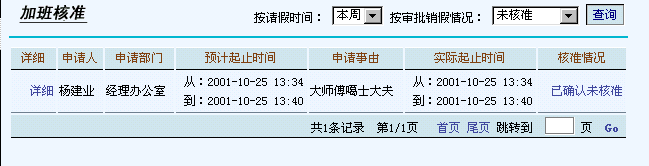 加班核准
按请假时间： 本周 按审批销假情况： 未核准 查询
详细 申请人 申请部门 预计起止时间 申请事由 实际起止时间 核准情况
详细 杨建业 经理办公室 从：2001-10-25 13:34 到：2001-10-25 13:40 大师傅噶士大夫 从：2001-10-25 13:34 到：2001-10-25 13:40 已确认未核准
共1条记录 第1/1页 首页 尾页 跳转到 页 Go